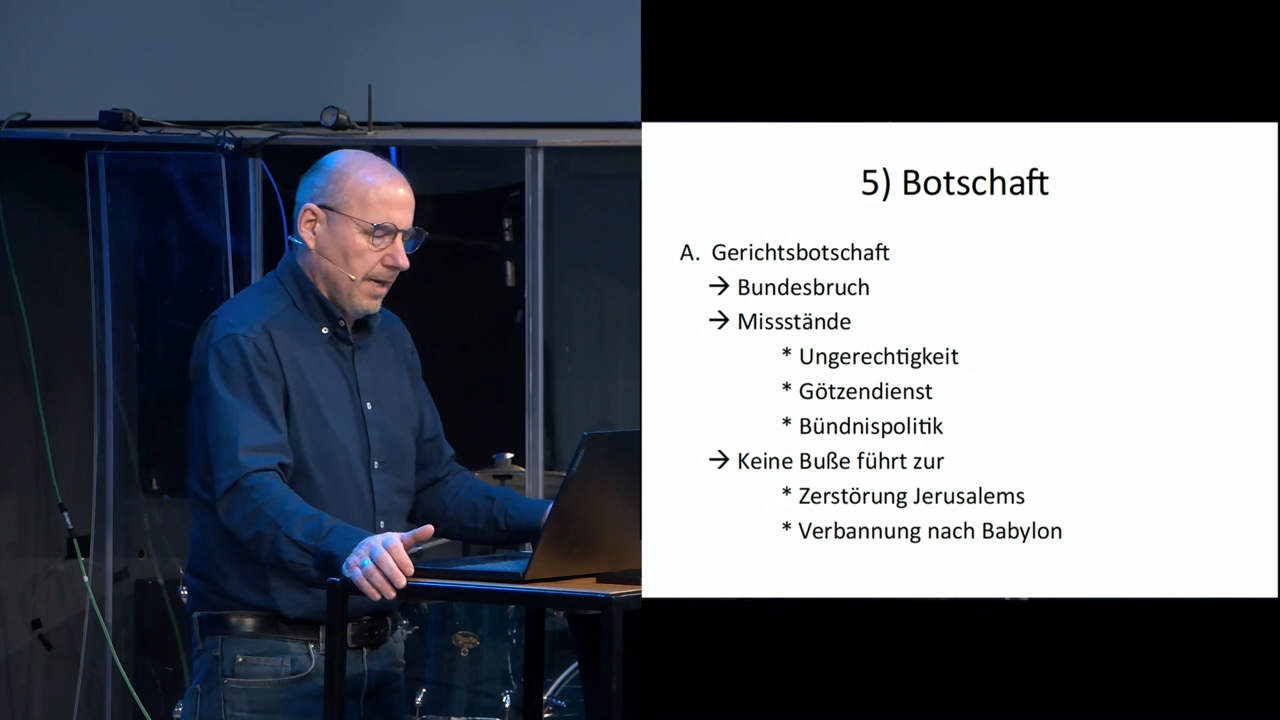 5) Botschaft
A. Gerichtsbotschaft
→ Bundesbruch
→ Missstände
* Ungerechtigkeit
* Götzendienst
* Bündnispolitik
→ Keine Buße führt zur
* Zerstörung Jerusalems
* Verbannung nach Babylon